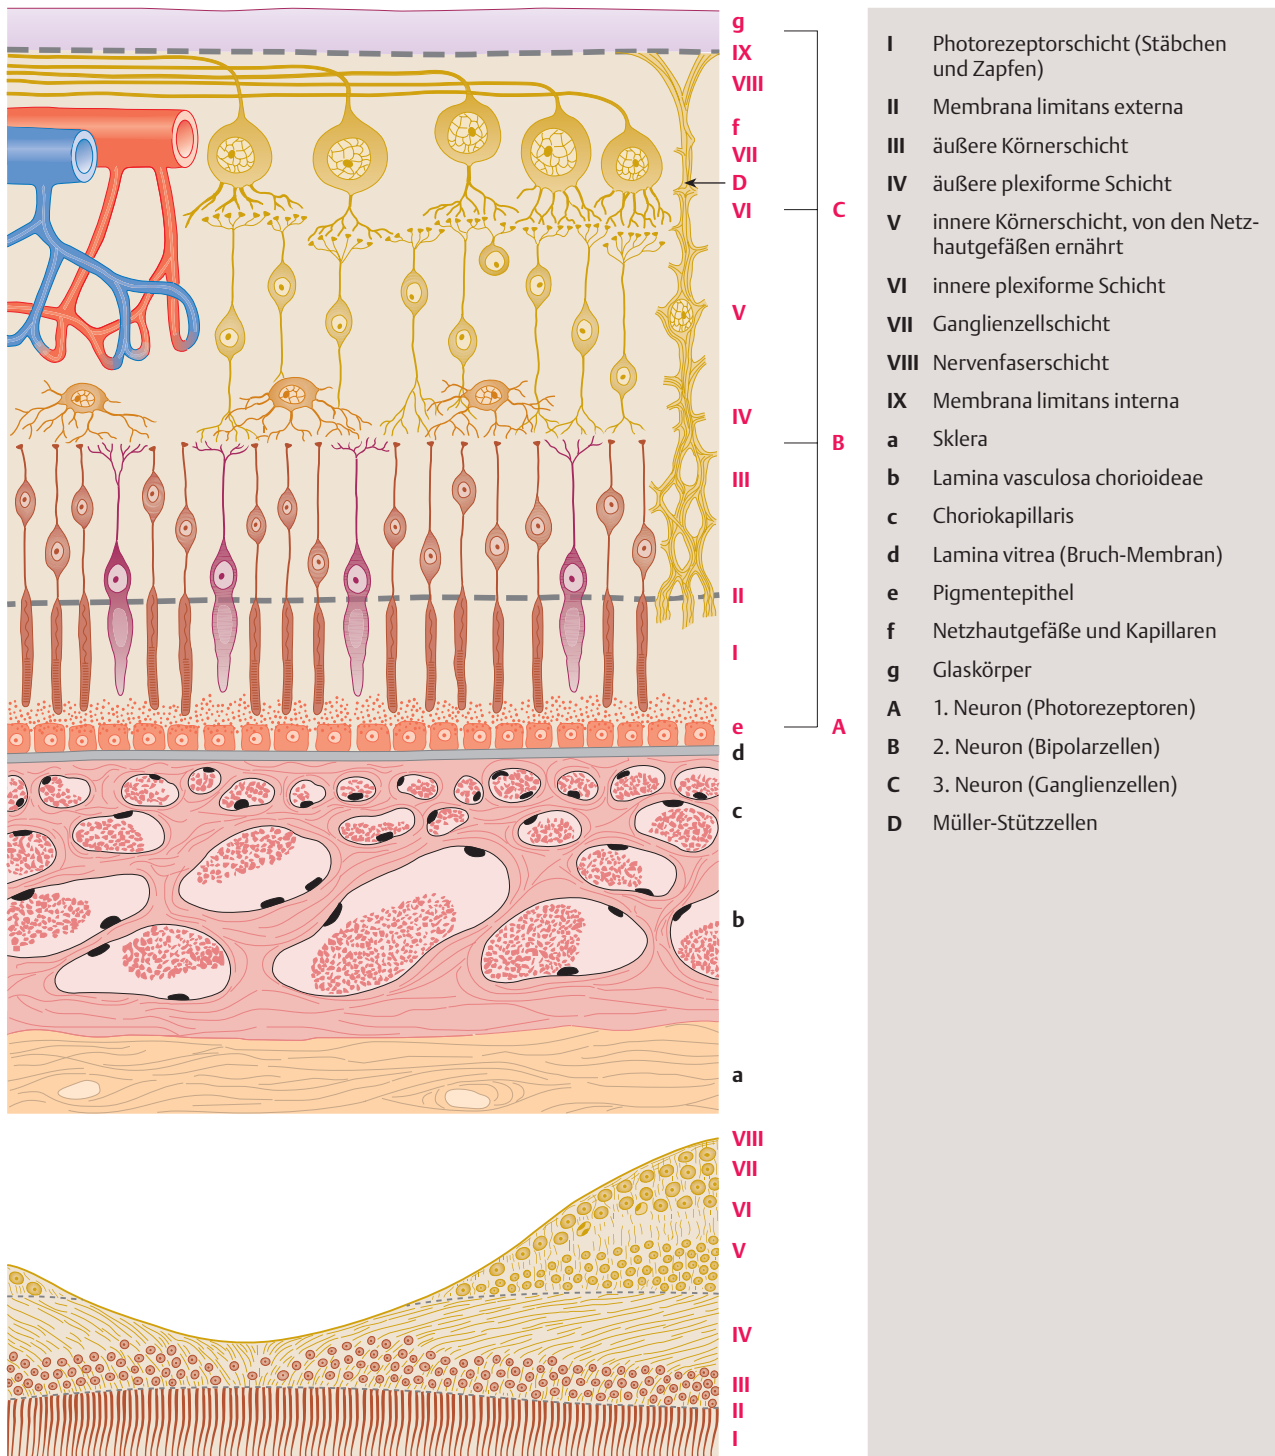 g
IX
VIII
f
VII
D
VI
C
V
IV
B
III
II
I
e
A
d
c
b
a
VIII
VII
VI
V
IV
III
II
I
I Photorezeptorschicht (Stäbchen
und Zapfen)
II Membrana limitans externa
III äußere Körnerschicht
IV äußere plexiforme Schicht
V innere Körnerschicht, von den Netz-
hautgefäßen ernährt
VI innere plexiforme Schicht
VII Ganglienzellschicht
VIII Nervenfaserschicht
IX Membrana limitans interna
a Sklera
b Lamina vasculosa chorioideae
c Choriokapillaris
d Lamina vitrea (Bruch-Membran)
e Pigmentepithel
f Netzhautgefäße und Kapillaren
g Glaskörper
A 1. Neuron (Photorezeptoren)
B 2. Neuron (Bipolarzellen)
C 3. Neuron (Ganglienzellen)
D Müller-Stützzellen